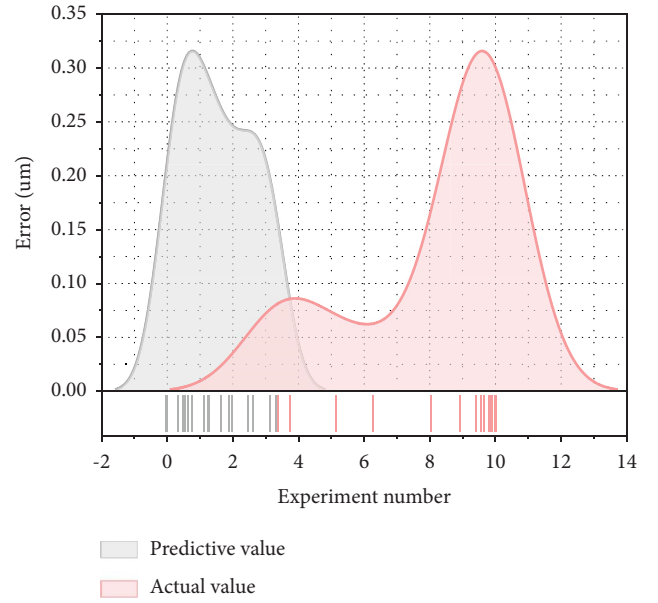 0.35
0.30
0.25
0.20
0.15
0.10
0.05
0.00
Error (um)
-2 0 2 4 6 8 10 12 14
Experiment number
Predictive value
Actual value